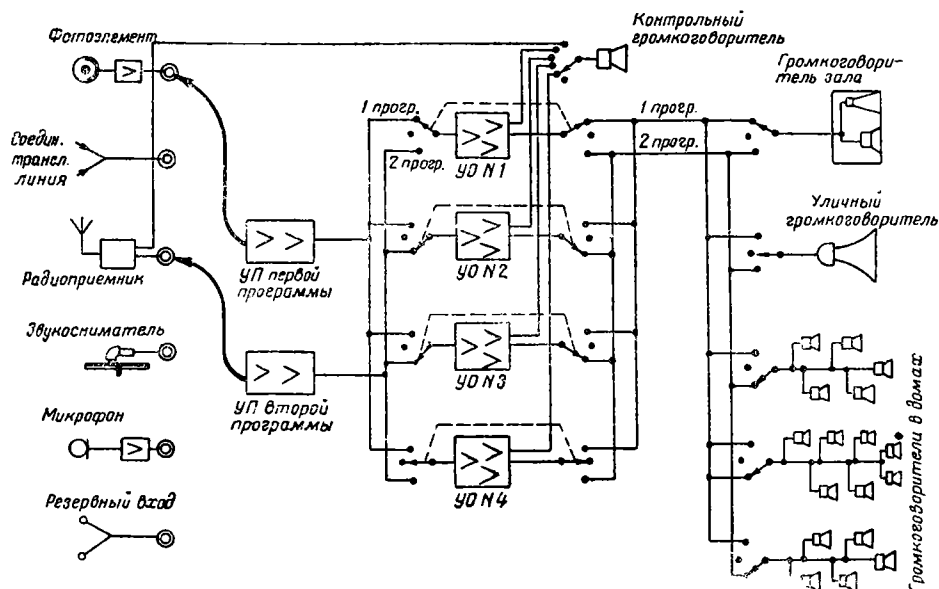 Фотоэлемент
Соедин.
трансл.
линия
Радиоприемник
Звукосниматель
Микрофон
Резервный вход
УП первой
программы
УП второй
программы
1 прогр.
2 прогр.
УО N1
УО N2
УО N3
УО N4
Контрольный
громкоговоритель
1 прогр.
2 прогр.
Громкоговори-
тель зала
Уличный
громкоговоритель
Громкоговорители в домах